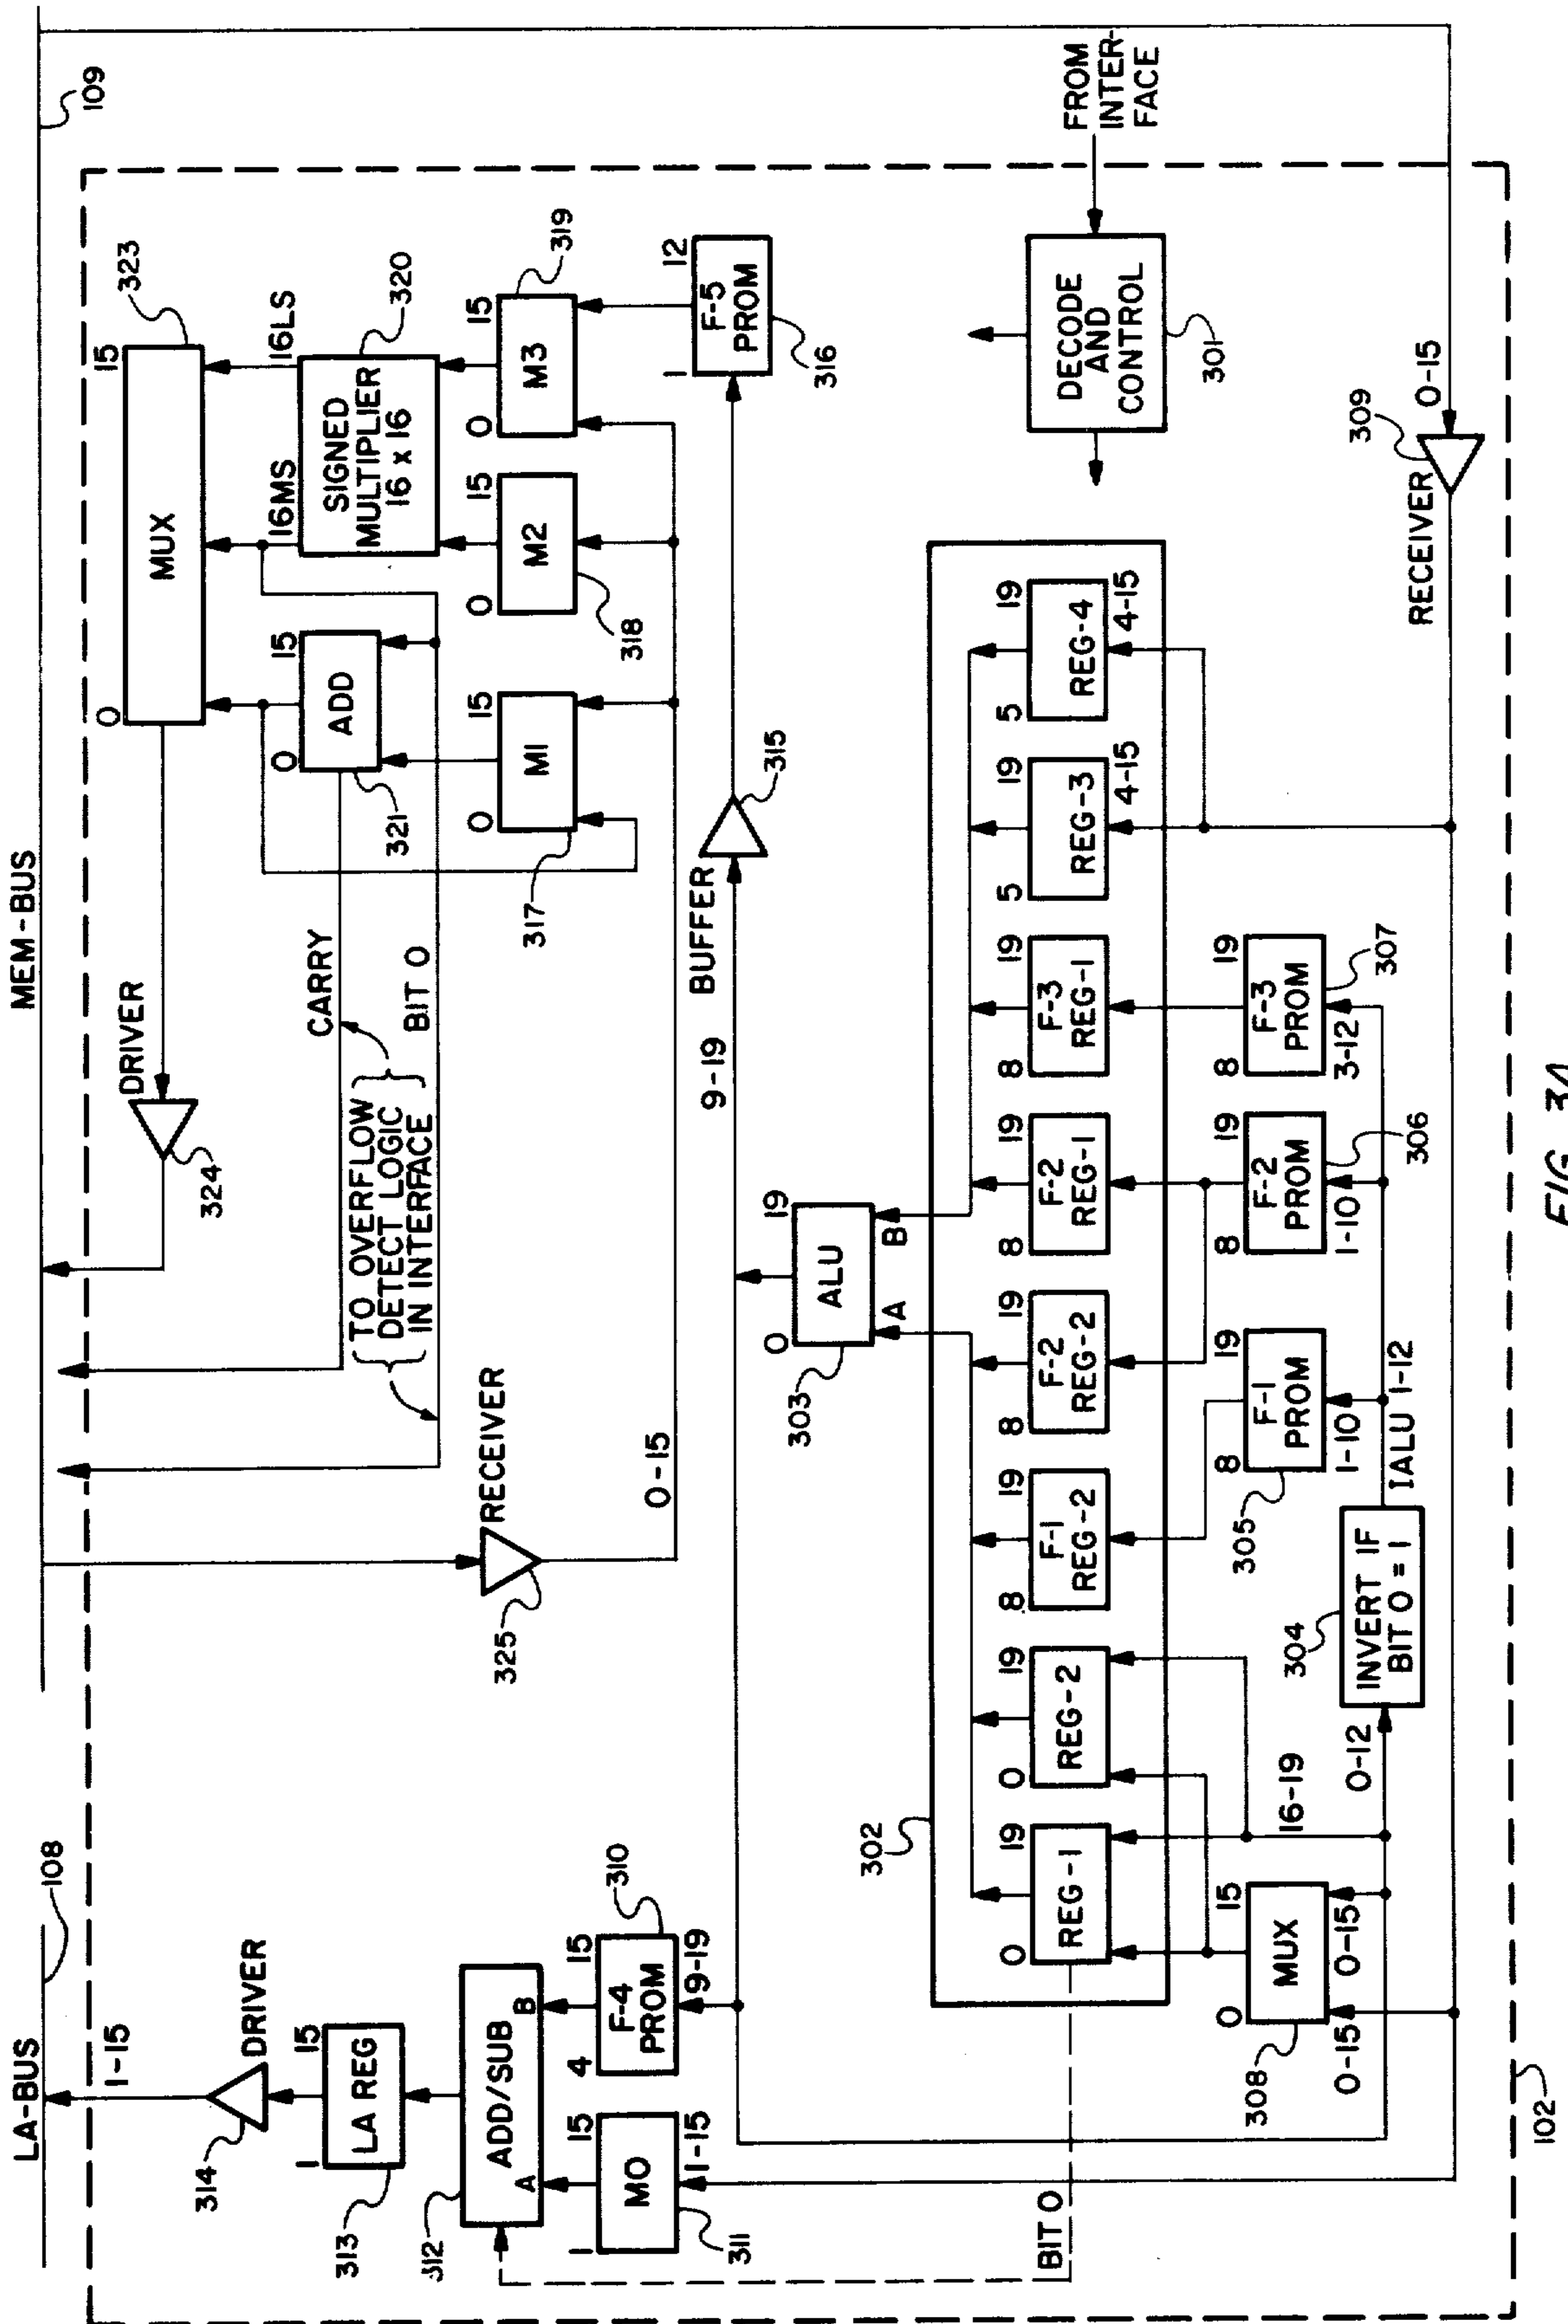 LA-BUS
108
1-15
MEM-BUS
109
DRIVER
314
1
15
LA REG
313
312
ADD/SUB
A
B
1
15
MO
1-15
311
4
15
F-4
PROM
9-19
310
BIT 0
DRIVER
324
CARRY
TO OVERFLOW
DETECT LOGIC
IN INTERFACE
BIT 0
RECEIVER
325
0-15
0
15
MUX
323
16MS
16LS
0
15
ADD
321
SIGNED
MULTIPLIER
16 x 16
320
0
15
M1
317
0
15
M2
318
0
15
M3
319
9-19
BUFFER
315
1
12
F-5
PROM
316
0
19
ALU
A
B
303
302
0
19
REG-1
0
19
REG-2
8
19
F-1
REG-2
8
19
F-2
REG-2
8
19
F-2
REG-1
8
19
F-3
REG-1
5
19
REG-3
4-15
5
19
REG-4
4-15
DECODE
AND
CONTROL
301
FROM
INTER-
FACE
0
15
MUX
0-15
0-15
308
16-19
0-12
304
INVERT IF
BIT 0 = 1
IALU 1-12
8
19
F-1
PROM
1-10
305
8
19
F-2
PROM
1-10
306
8
19
F-3
PROM
3-12
307
RECEIVER
309
0-15
102
FIG. 3A